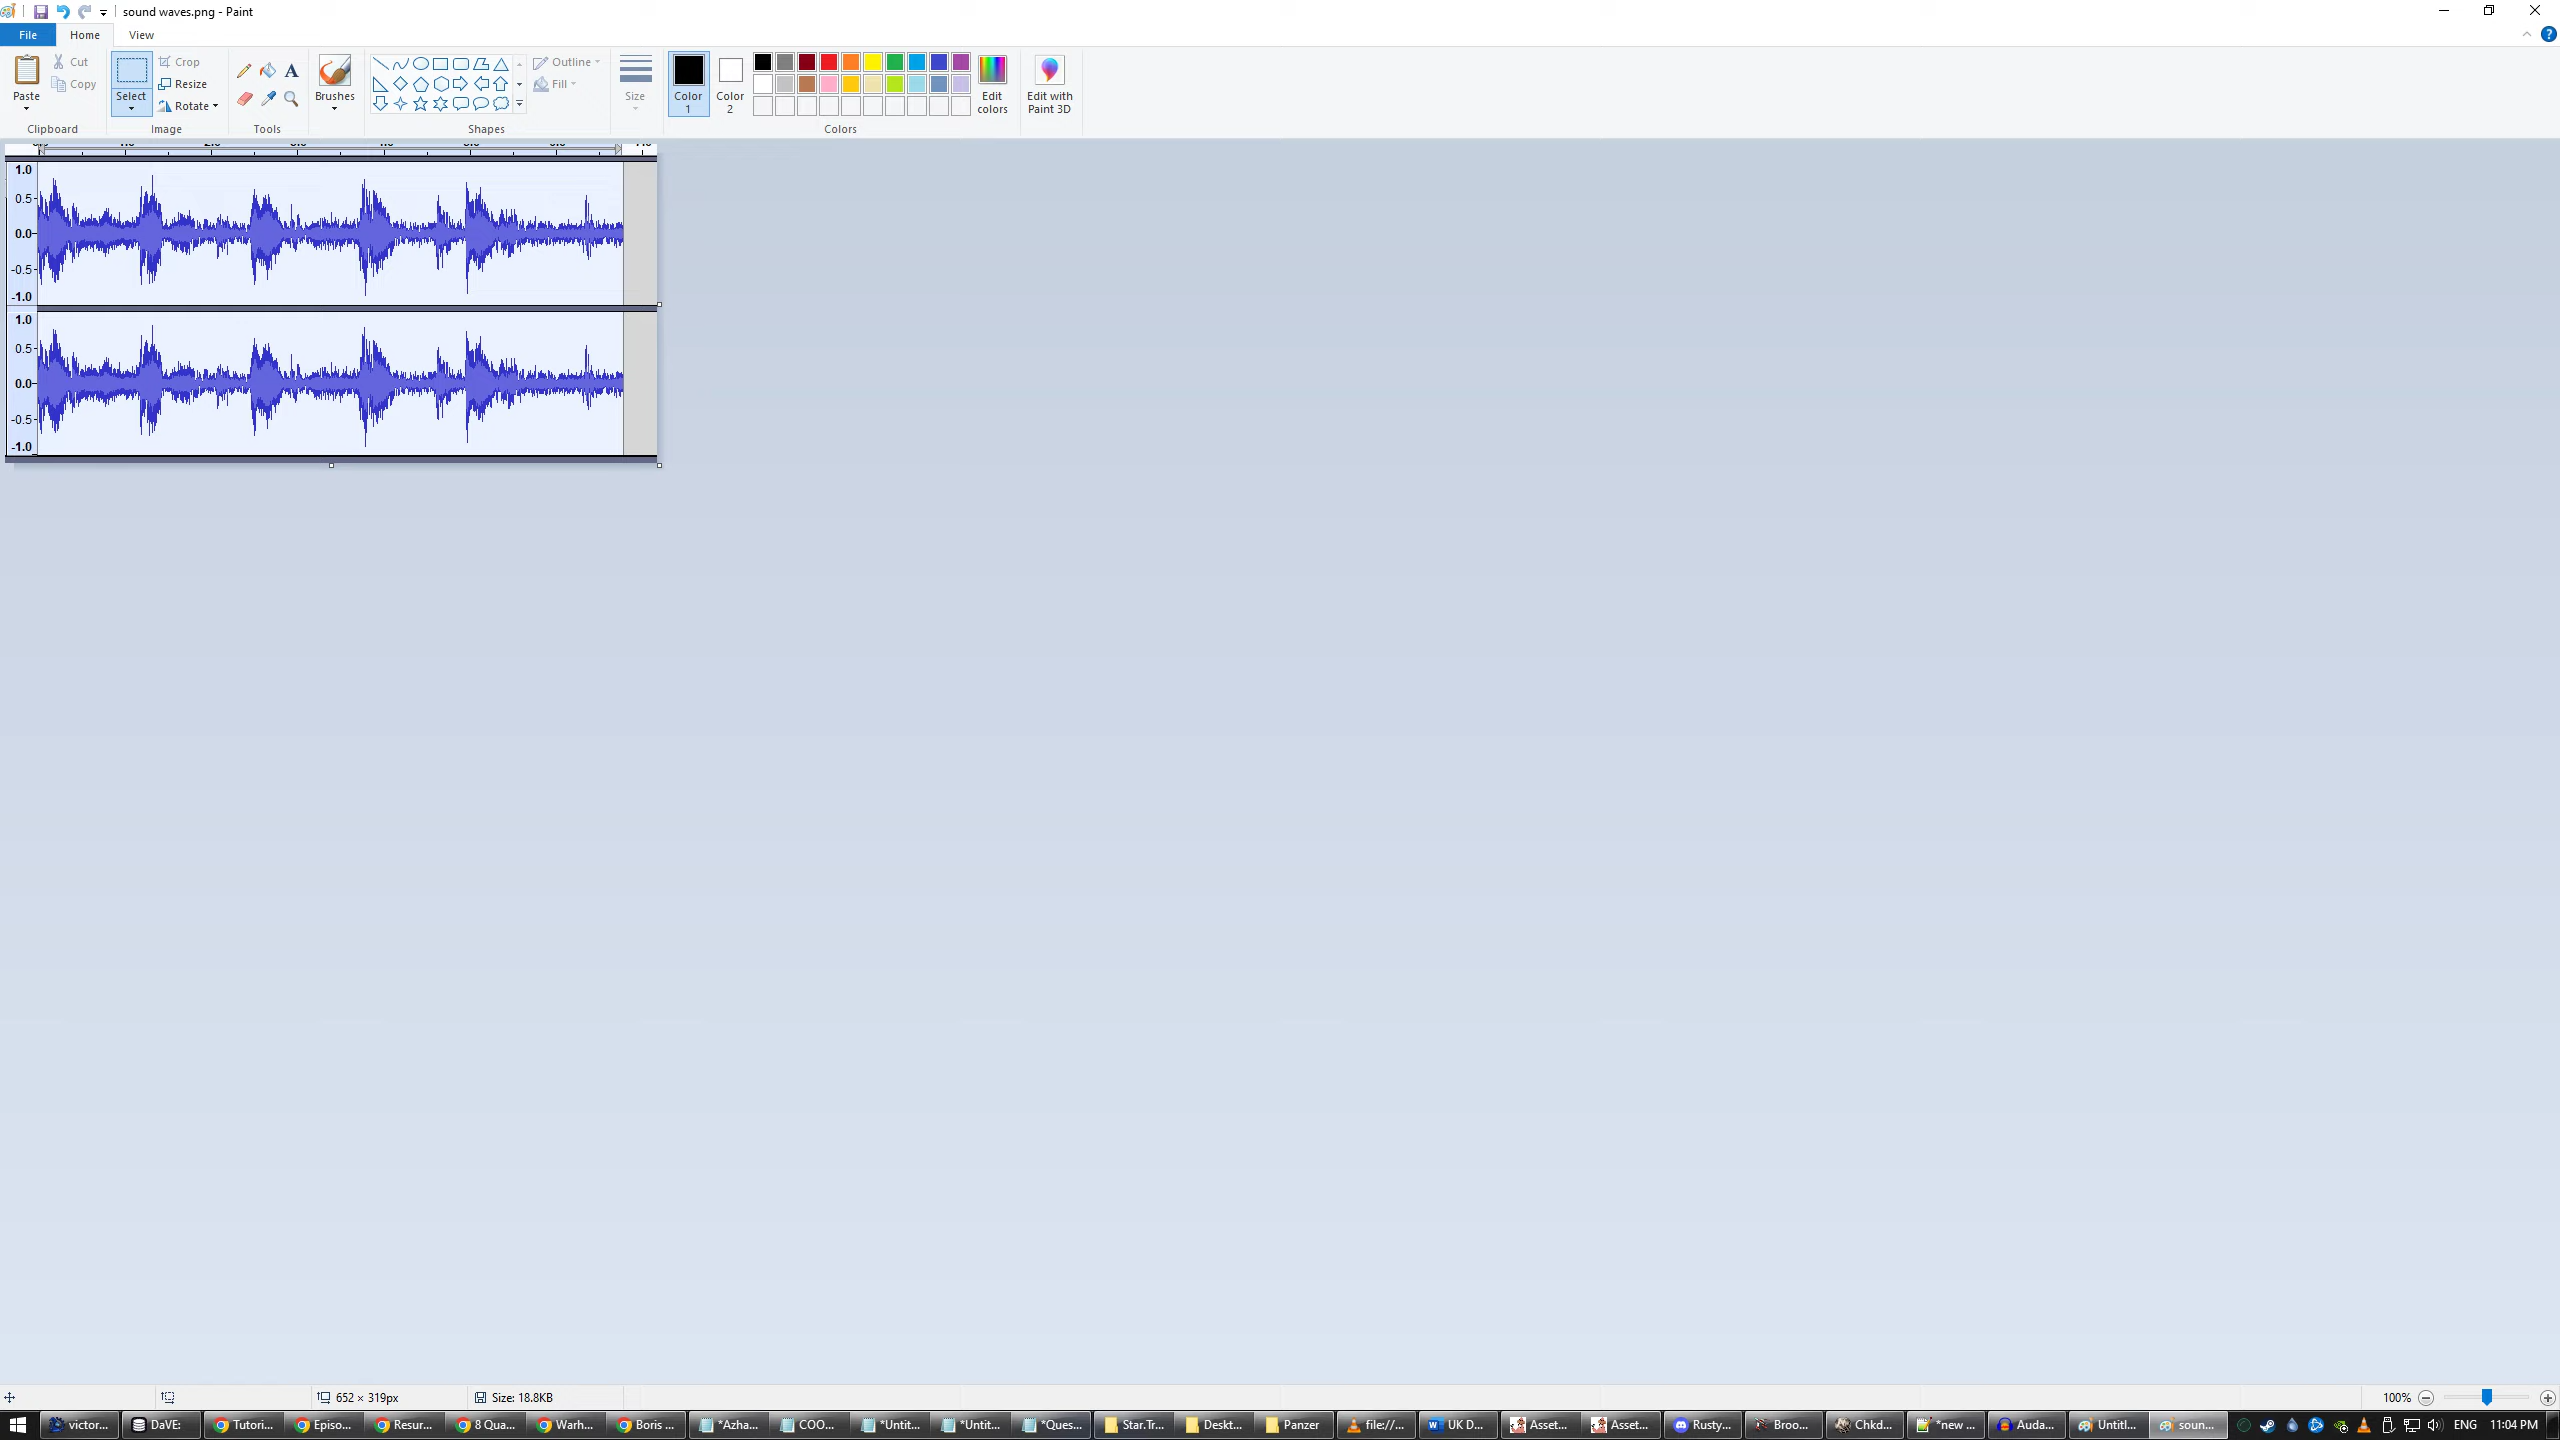 sound waves.png - Paint
File Home View
Paste
Cut
Copy
Clipboard
Select
Crop
Resize
Rotate
Image
A
Tools
Brushes
Shapes
Outline
Fill
Size
Color 1
Color 2
Colors
Edit colors
Edit with Paint 3D
1.0
0.5
0.0
-0.5
-1.0
1.0
0.5
0.0
-0.5
-1.0
652 × 319px Size: 18.8KB 100%
victor... DaVE: Tutori... Episo... Resur... 8 Qua... Warh... Boris ... *Azha... COO... *Untit... *Untit... *Ques... Star.Tr... Deskt... Panzer file://... UK D... Asset... Asset... Rusty... Broo... Chkd... *new ... Auda... Untitl... soun... ENG 11:04 PM